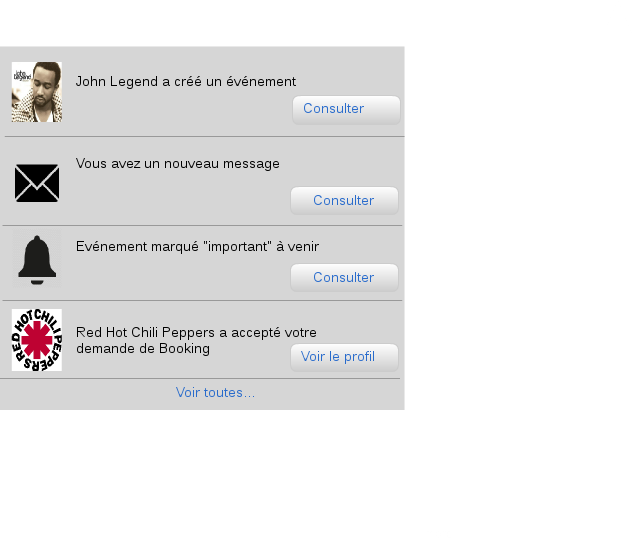 John Legend
John Legend a créé un événement
Consulter
Vous avez un nouveau message
Consulter
Evénement marqué "important" à venir
Consulter
RED HOT CHILI PEPPERS
Red Hot Chili Peppers a accepté votre
demande de Booking
Voir le profil
Voir toutes...